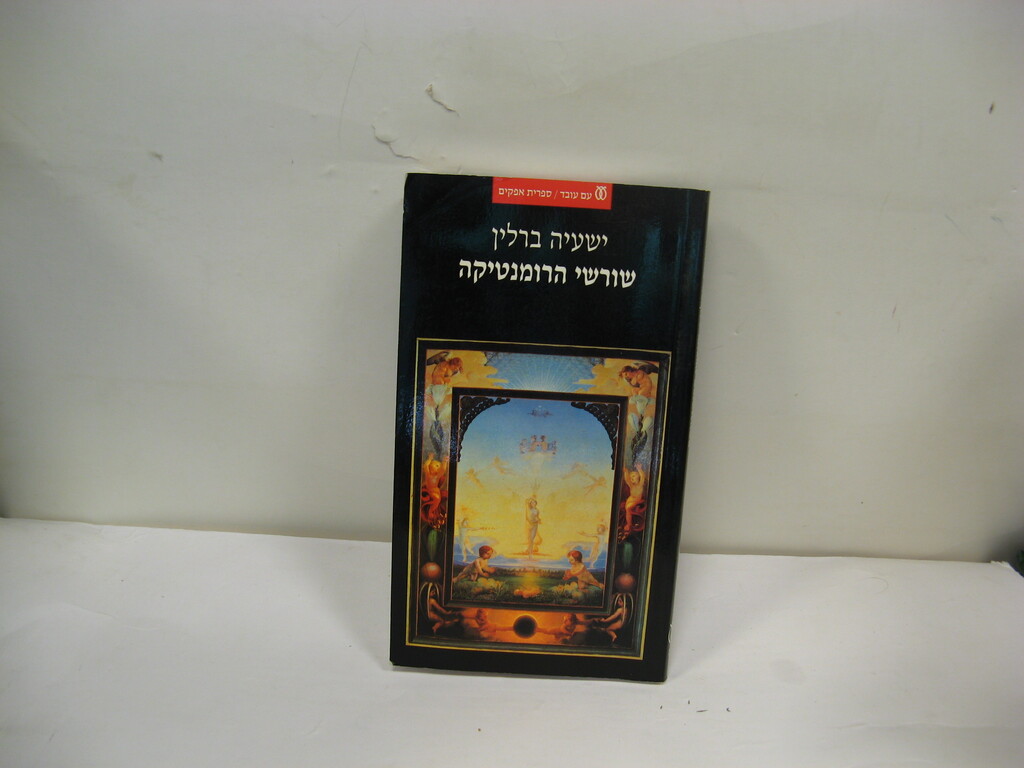 עם עובד / ספרית אפקים
ישעיה ברלין
שורשי הרומנטיקה